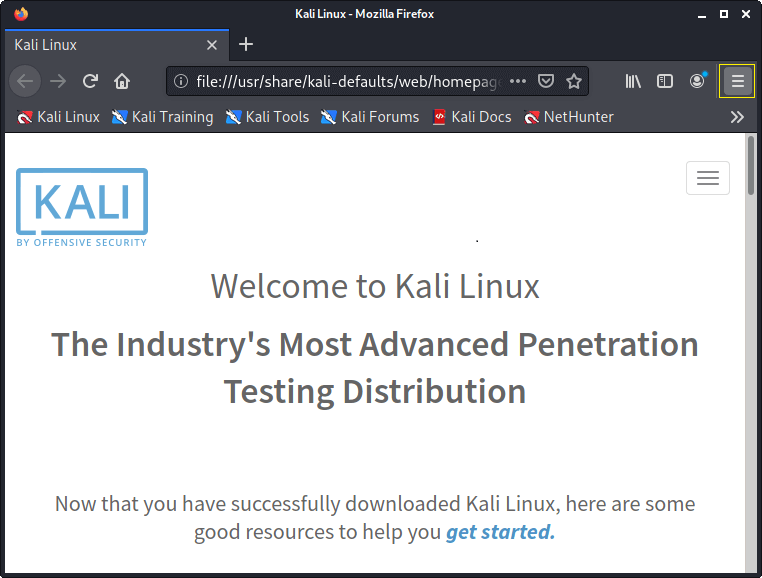 Kali Linux - Mozilla Firefox
Kali Linux
file:///usr/share/kali-defaults/web/homepag
Kali Linux Kali Training Kali Tools Kali Forums Kali Docs NetHunter
KALI
BY OFFENSIVE SECURITY
Welcome to Kali Linux
The Industry's Most Advanced Penetration
Testing Distribution
Now that you have successfully downloaded Kali Linux, here are some
good resources to help you get started.